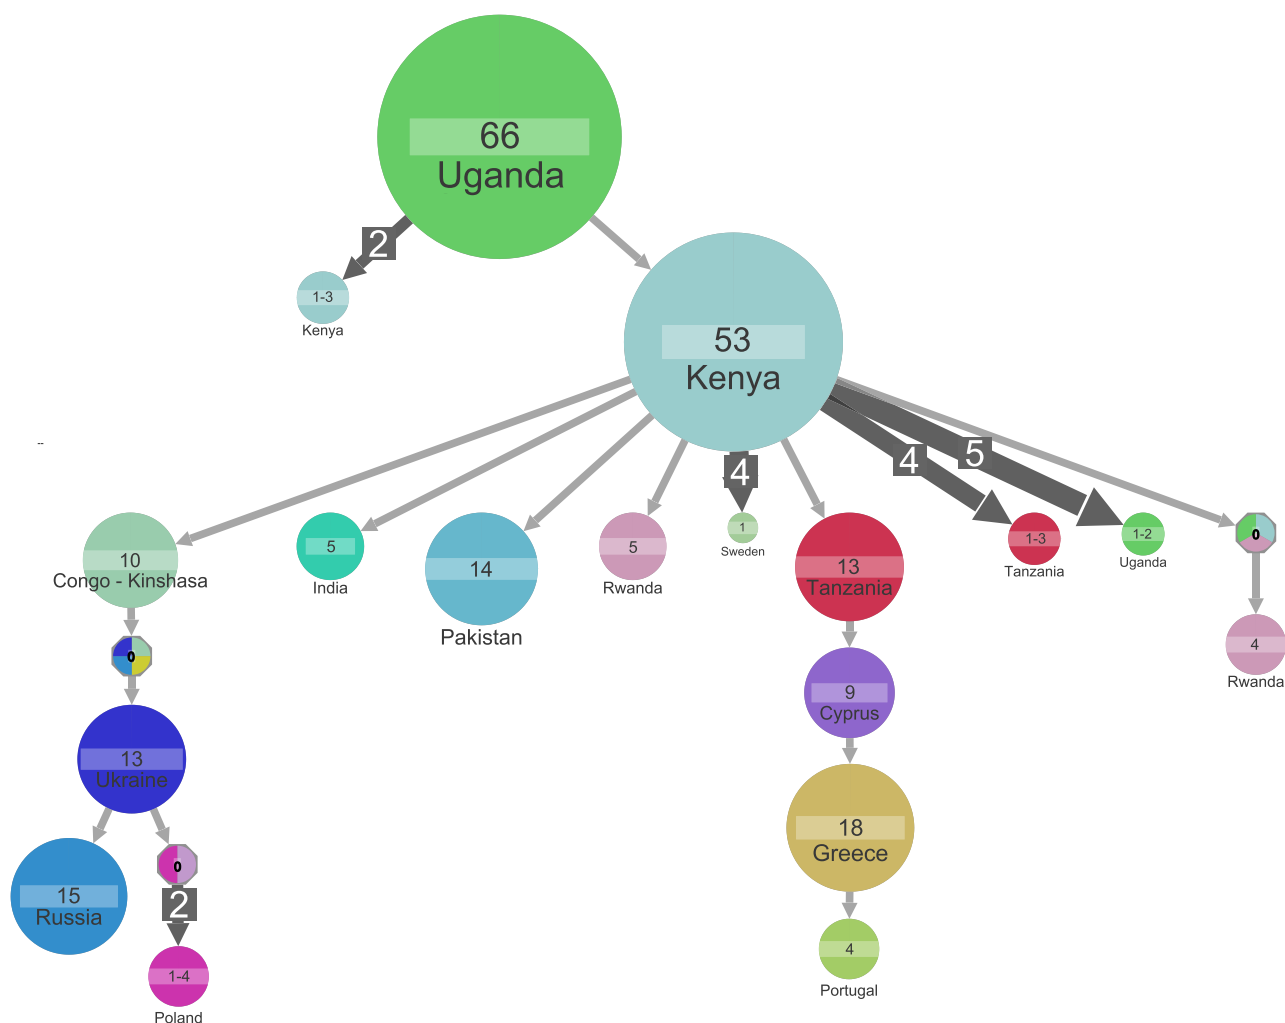 66
Uganda
2
1-3
Kenya
53
Kenya
--
4
4
5
10
Congo - Kinshasa
5
India
14
Pakistan
5
Rwanda
1
Sweden
13
Tanzania
1-3
Tanzania
1-2
Uganda
0
4
Rwanda
0
9
Cyprus
13
Ukraine
18
Greece
0
15
Russia
2
4
Portugal
1-4
Poland